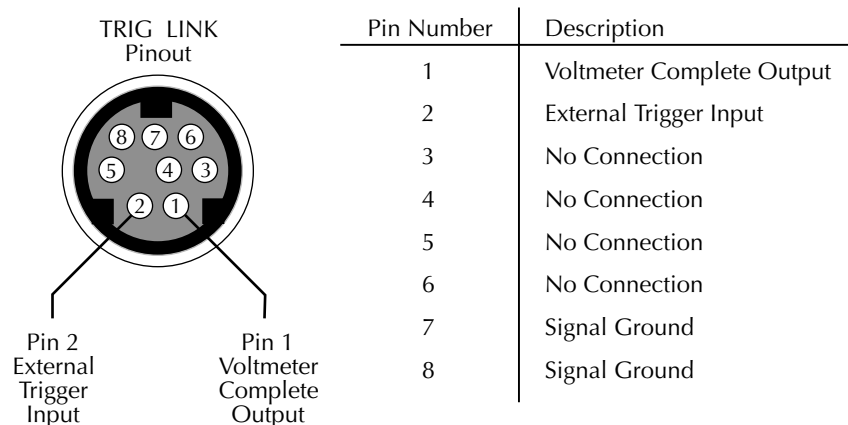 TRIG LINK
Pinout
8 7 6
5 4 3
2 1
Pin 2
External
Trigger
Input
Pin 1
Voltmeter
Complete
Output
Pin Number Description
1 Voltmeter Complete Output
2 External Trigger Input
3 No Connection
4 No Connection
5 No Connection
6 No Connection
7 Signal Ground
8 Signal Ground